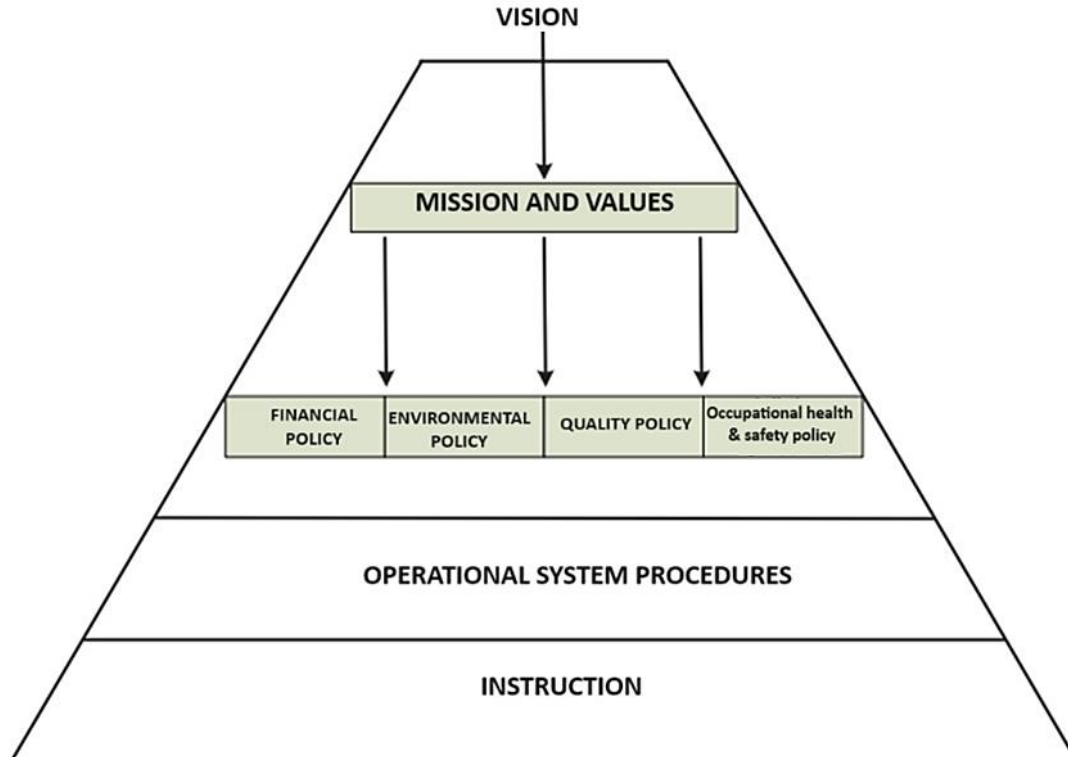 VISION
MISSION AND VALUES
FINANCIAL
POLICY
ENVIRONMENTAL
POLICY
QUALITY POLICY
Occupational health
& safety policy
OPERATIONAL SYSTEM PROCEDURES
INSTRUCTION